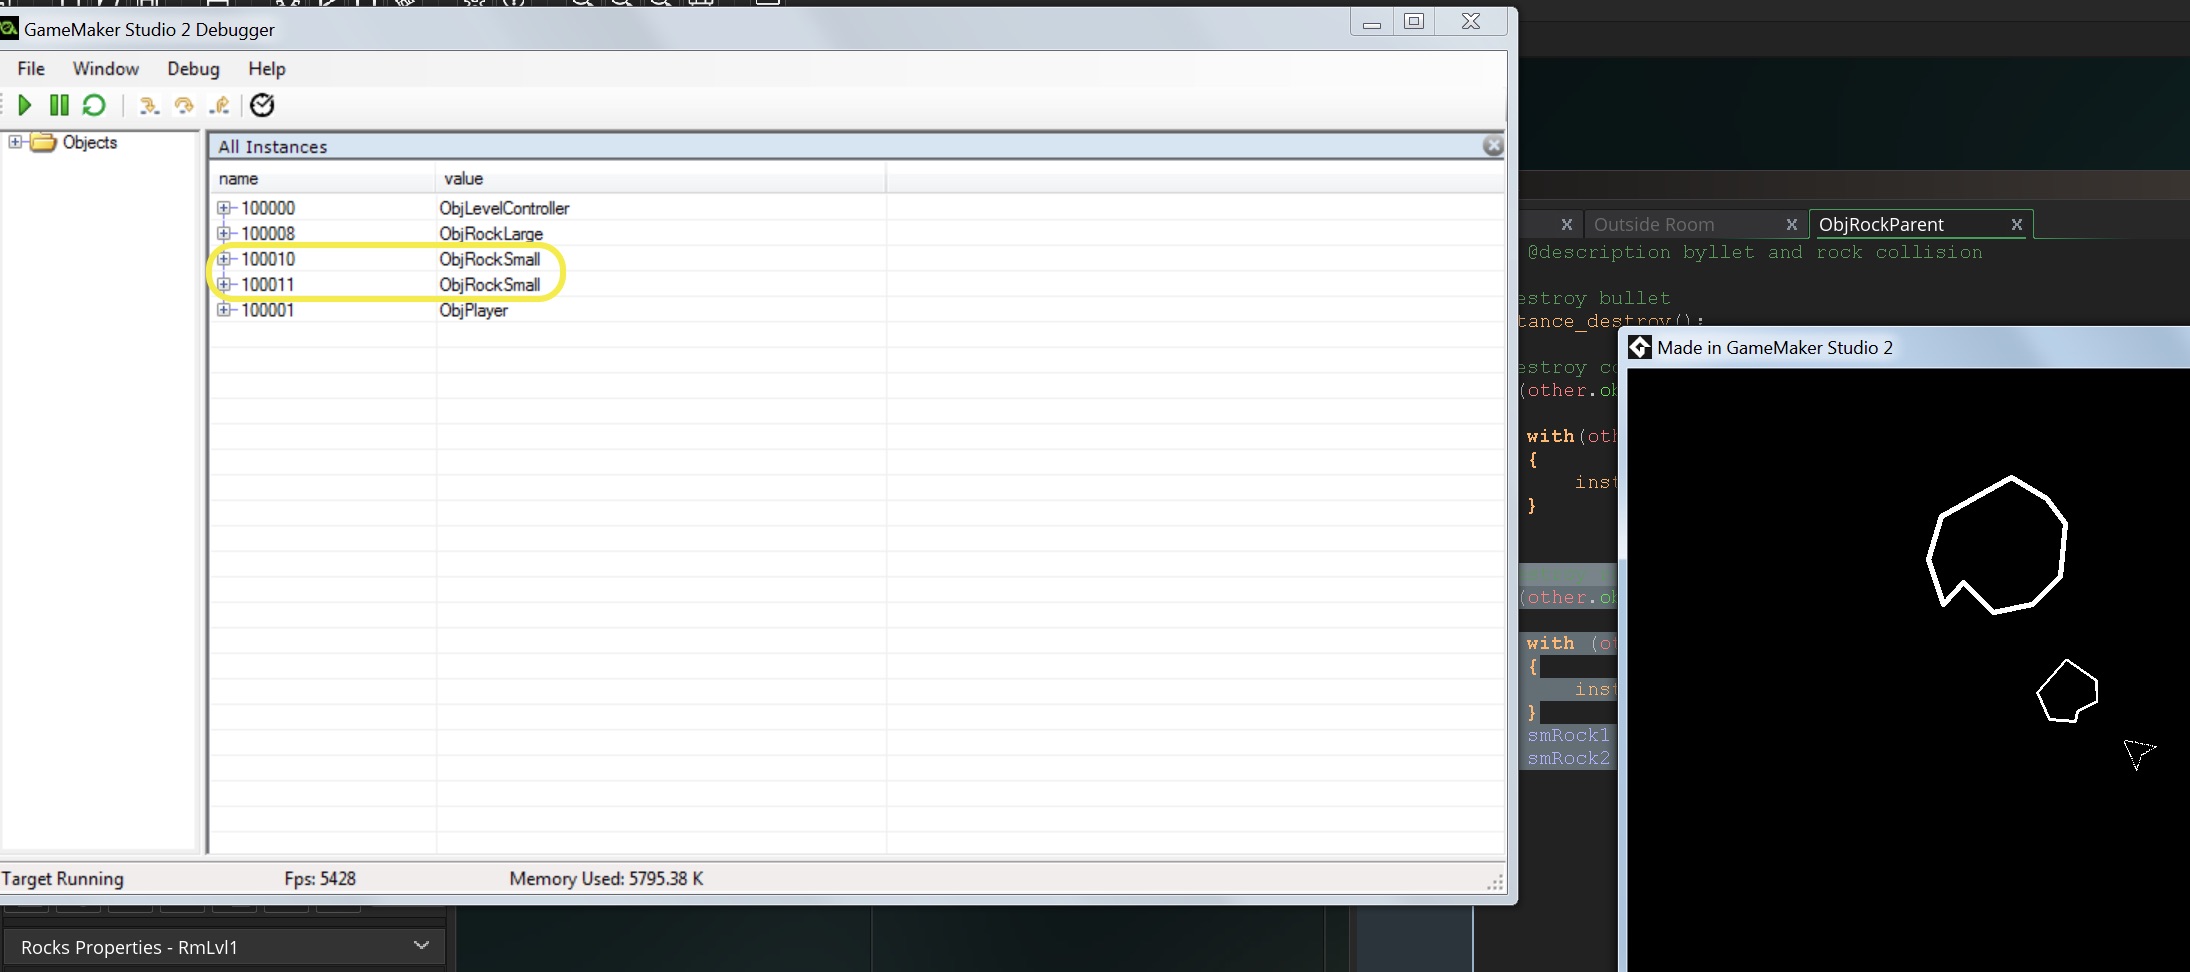 GameMaker Studio 2 Debugger
File Window Debug Help
Objects
All Instances
name value
100000 ObjLevelController
100008 ObjRockLarge
100010 ObjRockSmall
100011 ObjRockSmall
100001 ObjPlayer
Target Running Fps: 5428 Memory Used: 5795.38 K
Rocks Properties - RmLvl1
X Outside Room X ObjRockParent X
@description byllet and rock collision
estroy bullet
tance_destroy();
estroy co
(other.ob
with(oth
{
inst
}
(other.ob
with (ot
{
inst
}
smRock1
smRock2
Made in GameMaker Studio 2